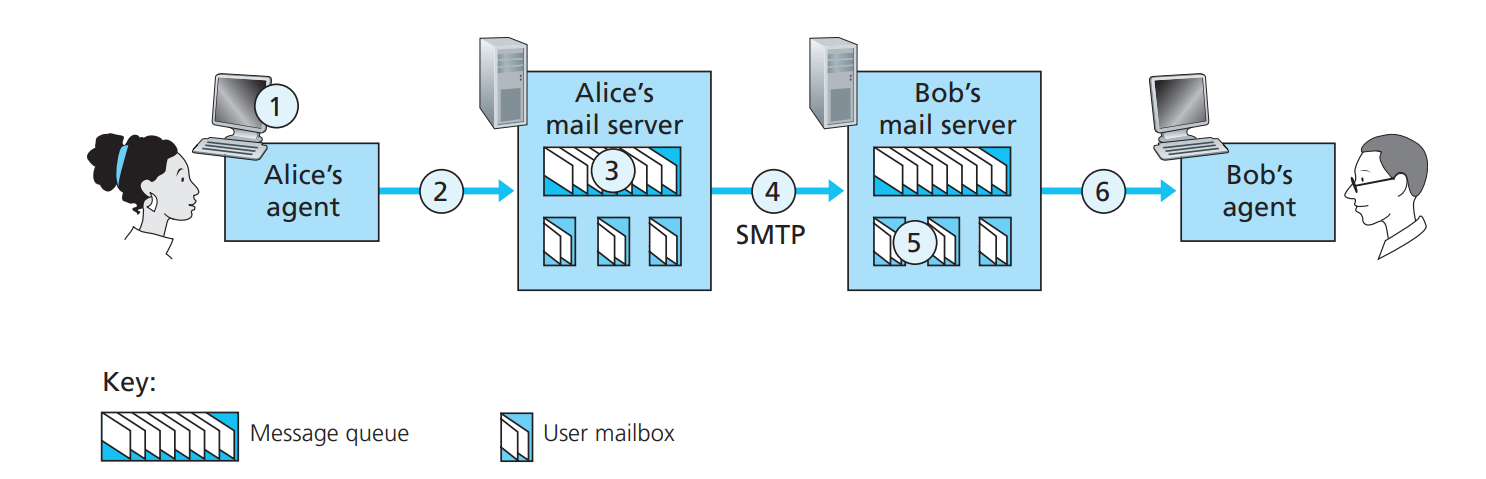 1
Alice's
agent
2
Alice's
mail server
3
4
SMTP
Bob's
mail server
5
6
Bob's
agent
Key:
Message queue
User mailbox